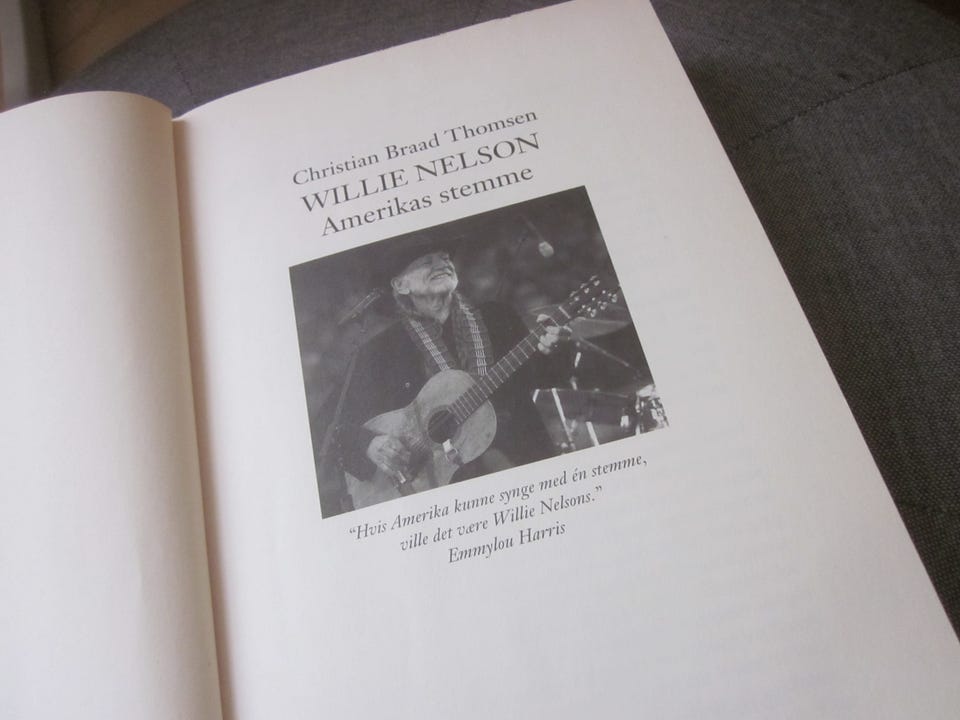 Christian Braad Thomsen
WILLIE NELSON
Amerikas stemme
“Hvis Amerika kunne synge med én stemme,
ville det være Willie Nelsons.”
Emmylou Harris